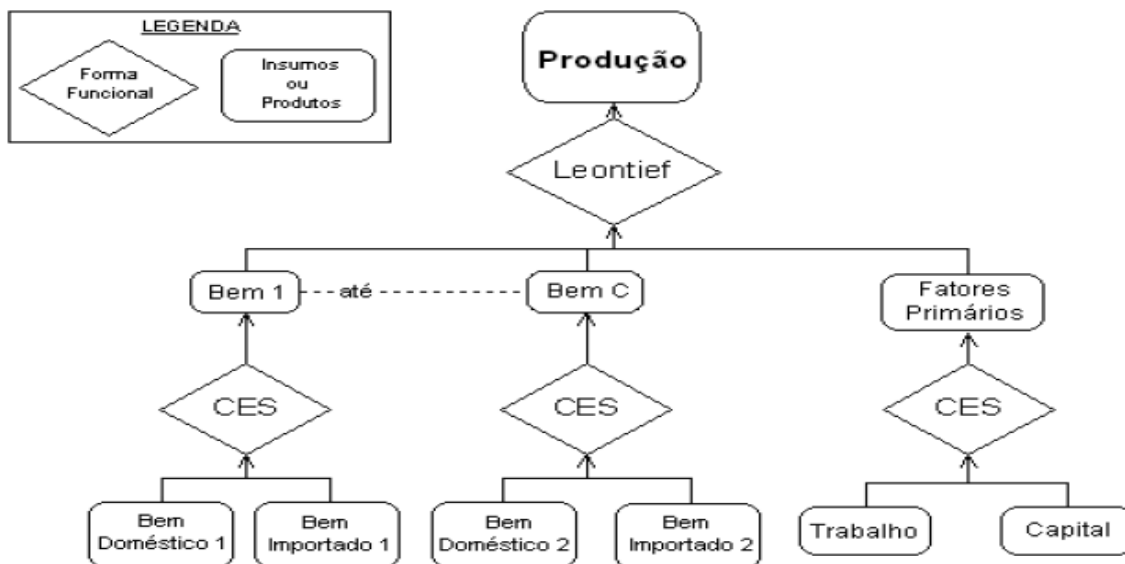 LEGENDA
Forma
Funcional
Insumos
ou
Produtos
Produção
Leontief
Bem 1
até
Bem C
Fatores
Primários
CES
CES
CES
Bem
Doméstico 1
Bem
Importado 1
Bem
Doméstico 2
Bem
Importado 2
Trabalho
Capital